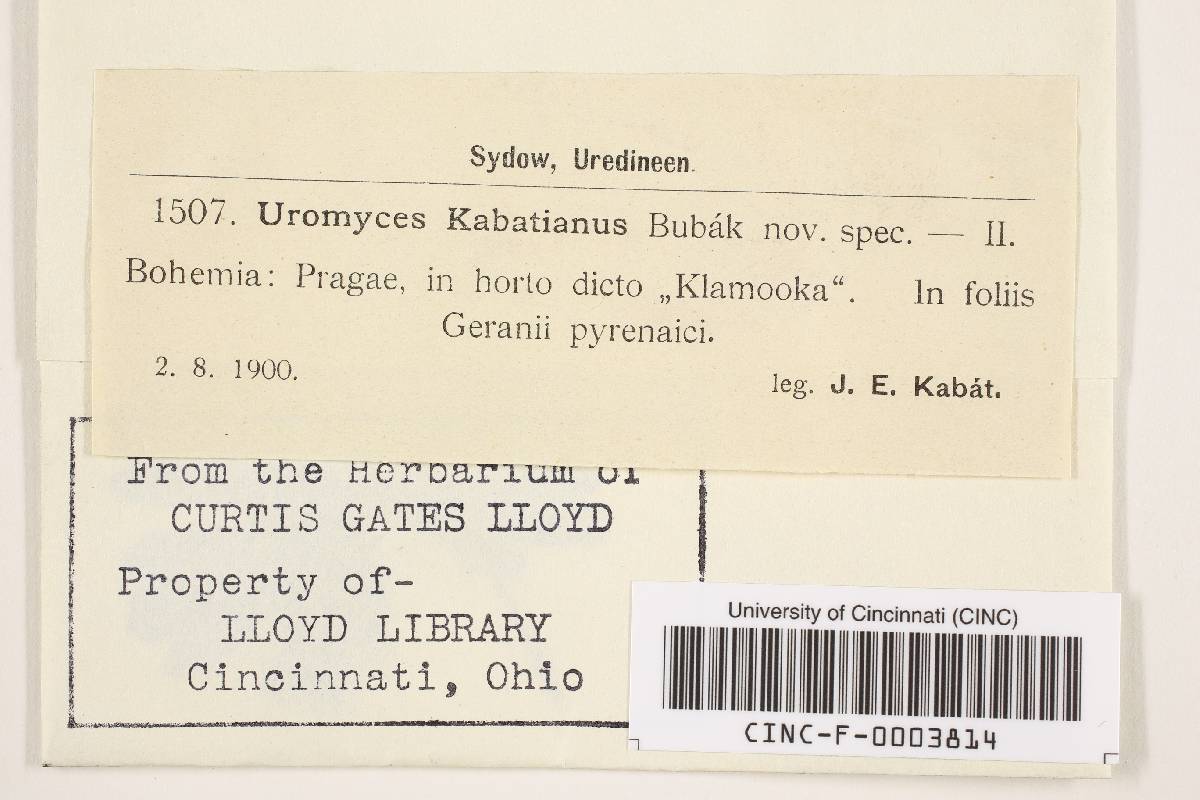 Sydow, Uredineen.
1507. Uromyces Kabatianus Bubák nov. spec. — II.
Bohemia: Pragae, in horto dicto „Klamooka“. In foliis
Geranii pyrenaici.
2. 8. 1900.
leg. J. E. Kabát.
From the Herbarium of
CURTIS GATES LLOYD
Property of-
LLOYD LIBRARY
Cincinnati, Ohio
University of Cincinnati (CINC)
CINC-F-0003814